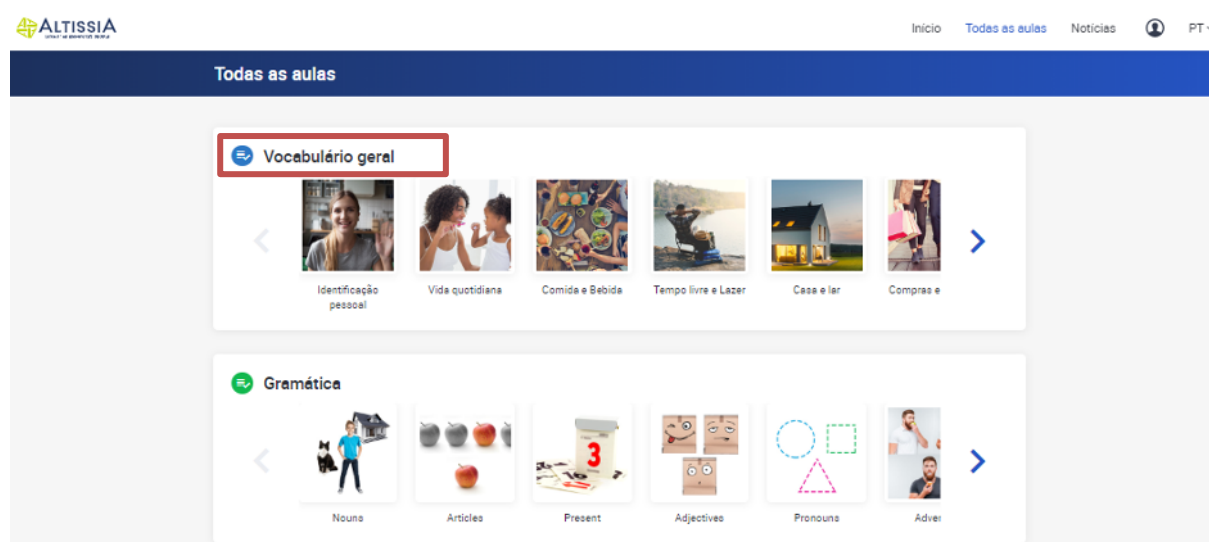 ALTISSIA
Início Todas as aulas Notícias PT
Todas as aulas
Vocabulário geral
Identificação
pessoal
Vida quotidiana
Comida e Bebida
Tempo livre e Lazer
Casa e lar
Compras e
Gramática
3
Nouns
Articles
Present
Adjectives
Pronouns
Adver